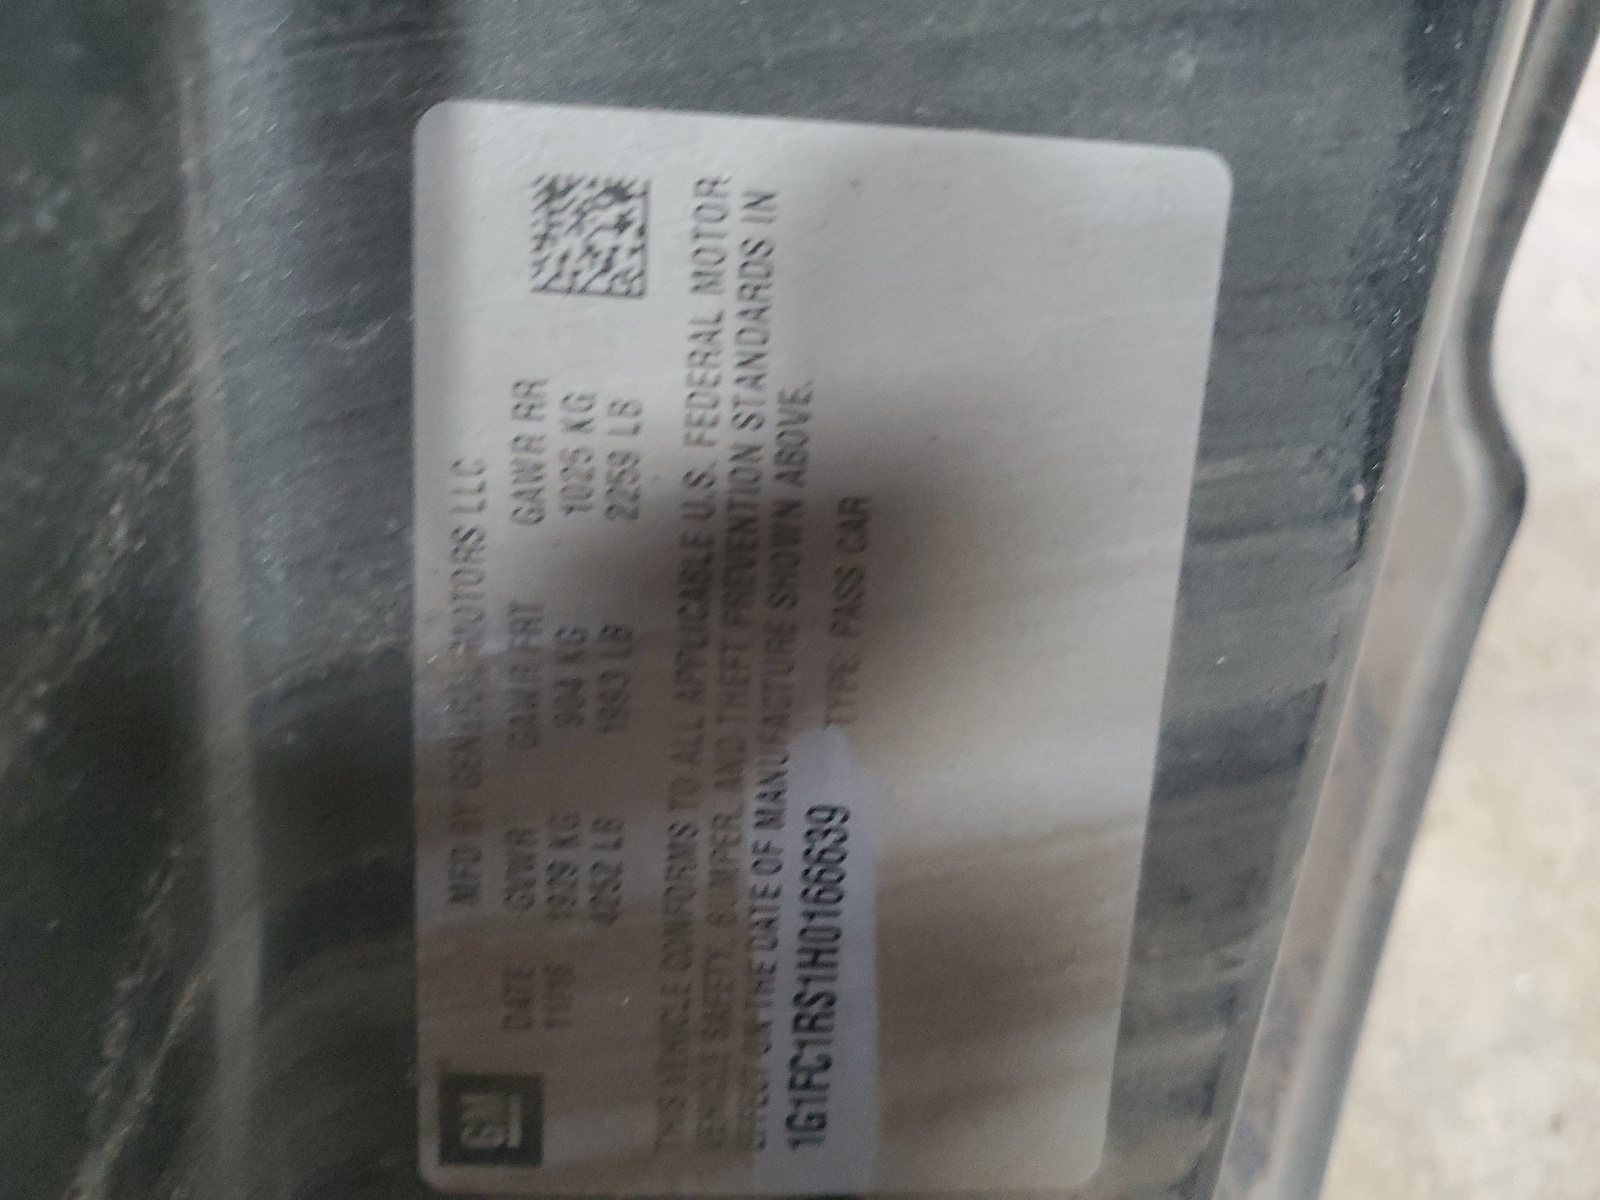 GM
MFD BY GENERAL MOTORS LLC
DATE GVWR GAWR FRT GAWR RR
11/16 1929 KG 904 KG 1025 KG
4252 LB 1993 LB 2259 LB
THIS VEHICLE CONFORMS TO ALL APPLICABLE U.S. FEDERAL MOTOR
VEHICLE SAFETY, BUMPER, AND THEFT PREVENTION STANDARDS IN
EFFECT ON THE DATE OF MANUFACTURE SHOWN ABOVE.
1G1FC1RS1H0166639 TYPE: PASS CAR